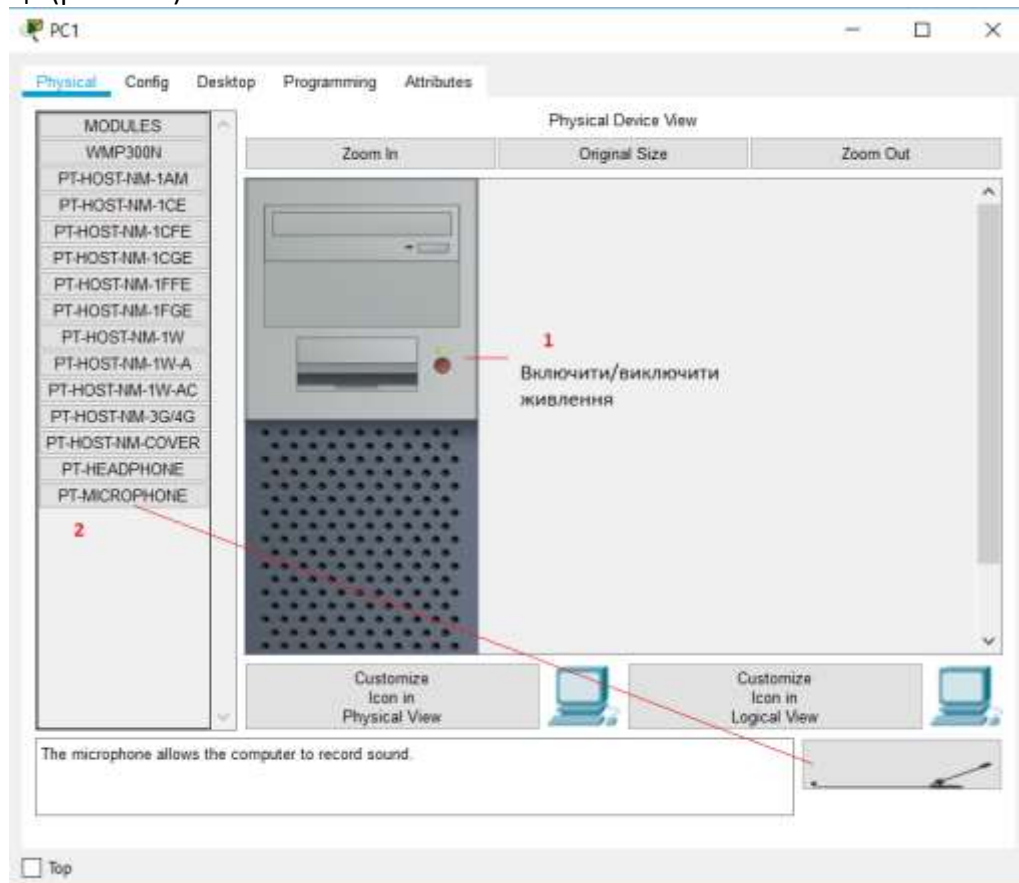 PC1
Physical Config Desktop Programming Attributes
MODULES
WMP300N
PT-HOST-NM-1AM
PT-HOST-NM-1CE
PT-HOST-NM-1CFE
PT-HOST-NM-1CGE
PT-HOST-NM-1FFE
PT-HOST-NM-1FGE
PT-HOST-NM-1W
PT-HOST-NM-1W-A
PT-HOST-NM-1W-AC
PT-HOST-NM-3G/4G
PT-HOST-NM-COVER
PT-HEADPHONE
PT-MICROPHONE
2
Physical Device View
Zoom In Original Size Zoom Out
1
Включити/виключити
живлення
Customize
Icon in
Physical View
Customize
Icon in
Logical View
The microphone allows the computer to record sound.
Top